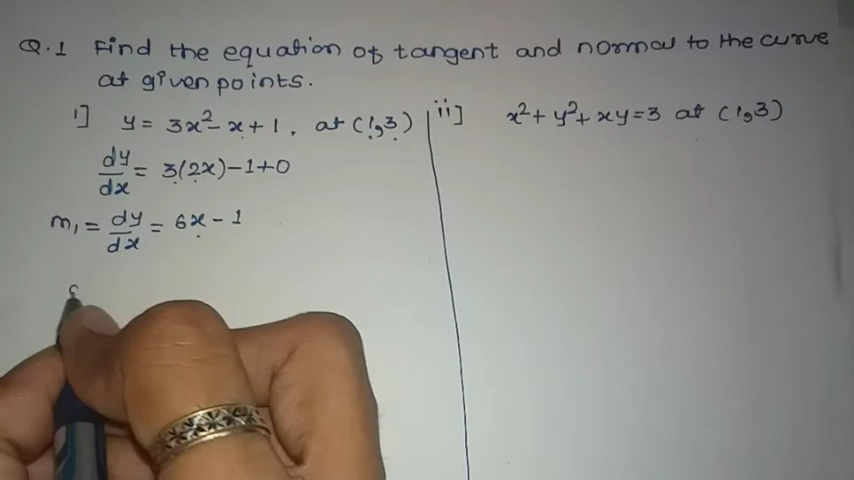 Q.1 Find the equation of tangent and normal to the curve
at given points.
i] y = 3x² - x + 1, at (1,3)
dy/dx = 3(2x) - 1 + 0
m₁ = dy/dx = 6x - 1
ii] x² + y² + xy = 3 at (1,3)